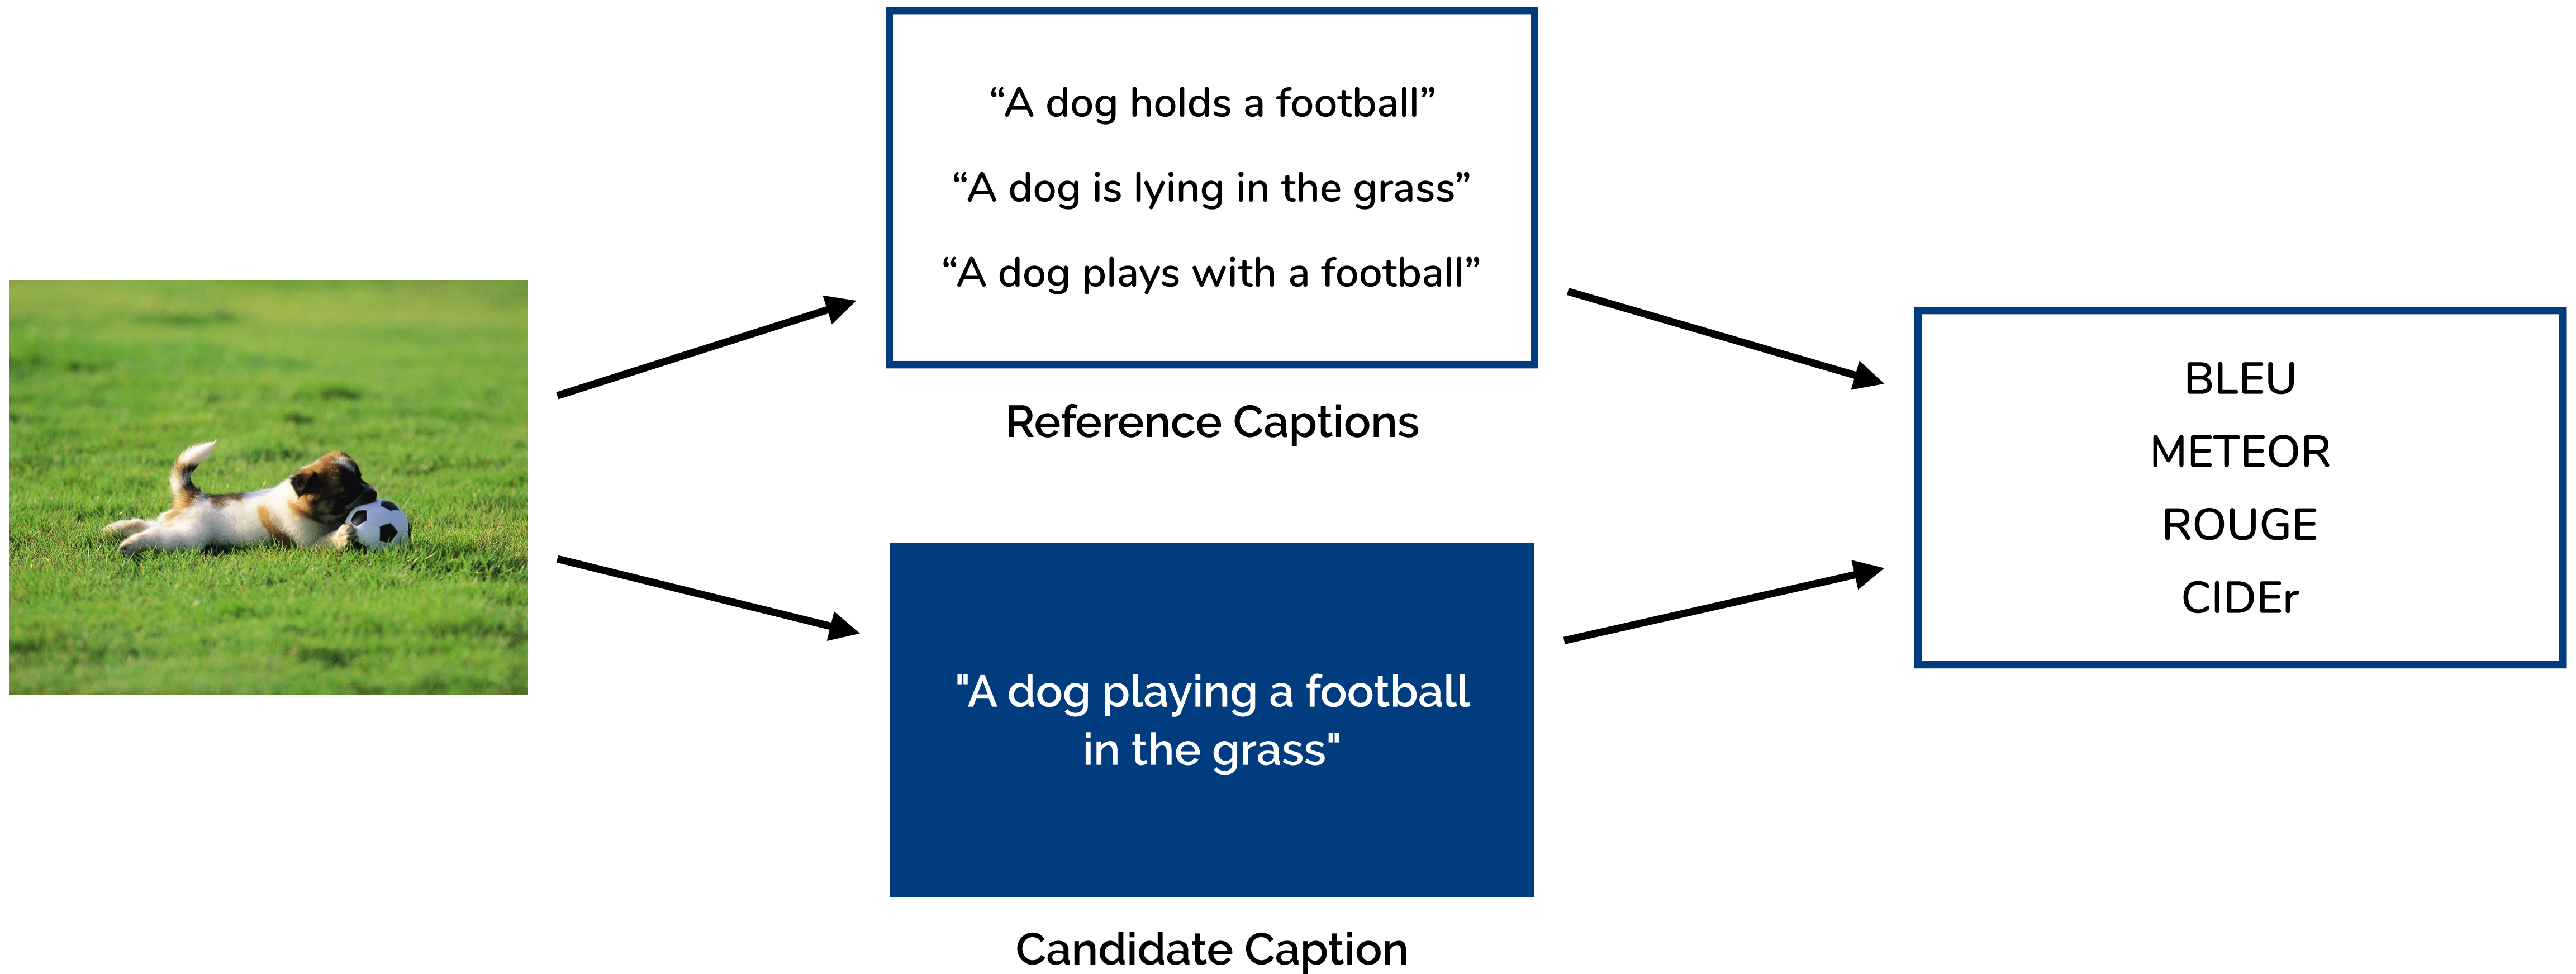 “A dog holds a football”
“A dog is lying in the grass”
“A dog plays with a football”
Reference Captions
"A dog playing a football
in the grass"
Candidate Caption
BLEU
METEOR
ROUGE
CIDEr